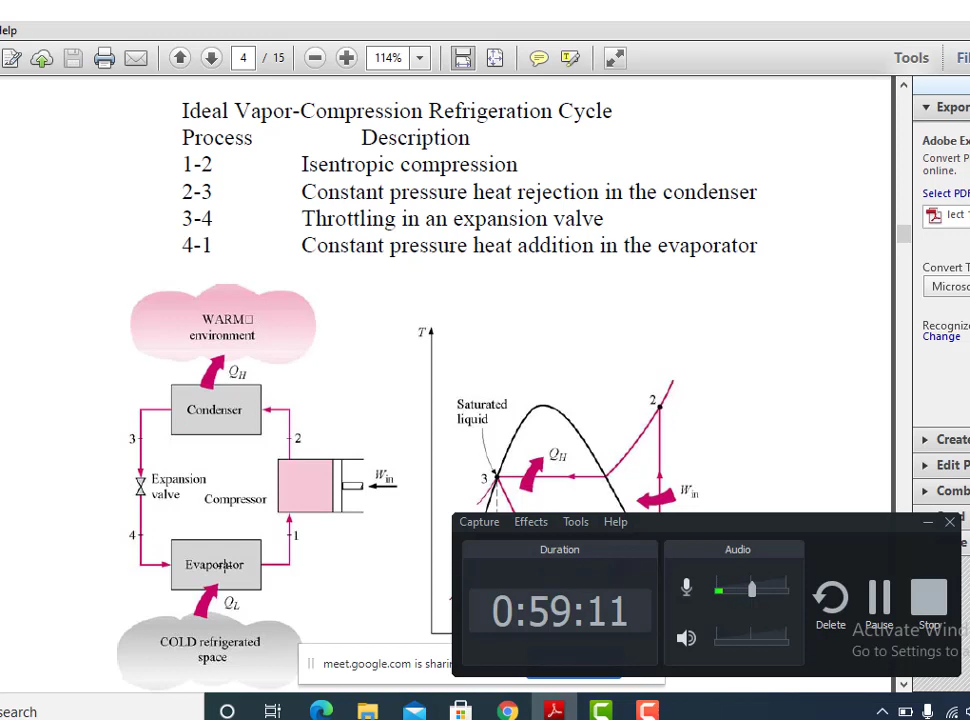 Help
4 / 15
114%
Tools
Ideal Vapor-Compression Refrigeration Cycle
Process Description
1-2 Isentropic compression
2-3 Constant pressure heat rejection in the condenser
3-4 Throttling in an expansion valve
4-1 Constant pressure heat addition in the evaporator
WARM□
environment
QH
Condenser
3
2
Expansion
valve
Compressor
Win
4
1
Evaporator
QL
COLD refrigerated
space
T
Saturated
liquid
2
3
QH
Win
Export
Adobe Ex
Convert P
online.
Select PDF
lect 1
Convert T
Microso
Recogniz
Change
Create
Edit P
Comb
Capture Effects Tools Help
Duration
0:59:11
Audio
Delete
Pause
Stop
Activate Wind
Go to Settings to
meet.google.com is sharin
search